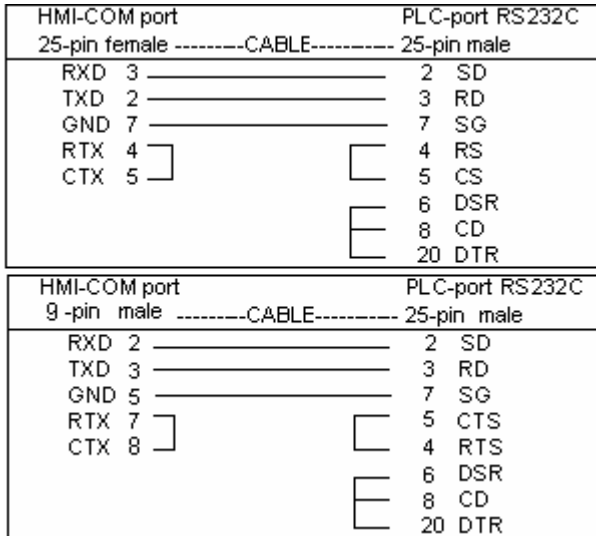 HMI-COM port PLC-port RS232C
25-pin female ---------CABLE----------- 25-pin male
RXD 3 2 SD
TXD 2 3 RD
GND 7 7 SG
RTX 4 4 RS
CTX 5 5 CS
6 DSR
8 CD
20 DTR
HMI-COM port PLC-port RS232C
9 -pin male ---------CABLE----------- 25-pin male
RXD 2 2 SD
TXD 3 3 RD
GND 5 7 SG
RTX 7 5 CTS
CTX 8 4 RTS
6 DSR
8 CD
20 DTR